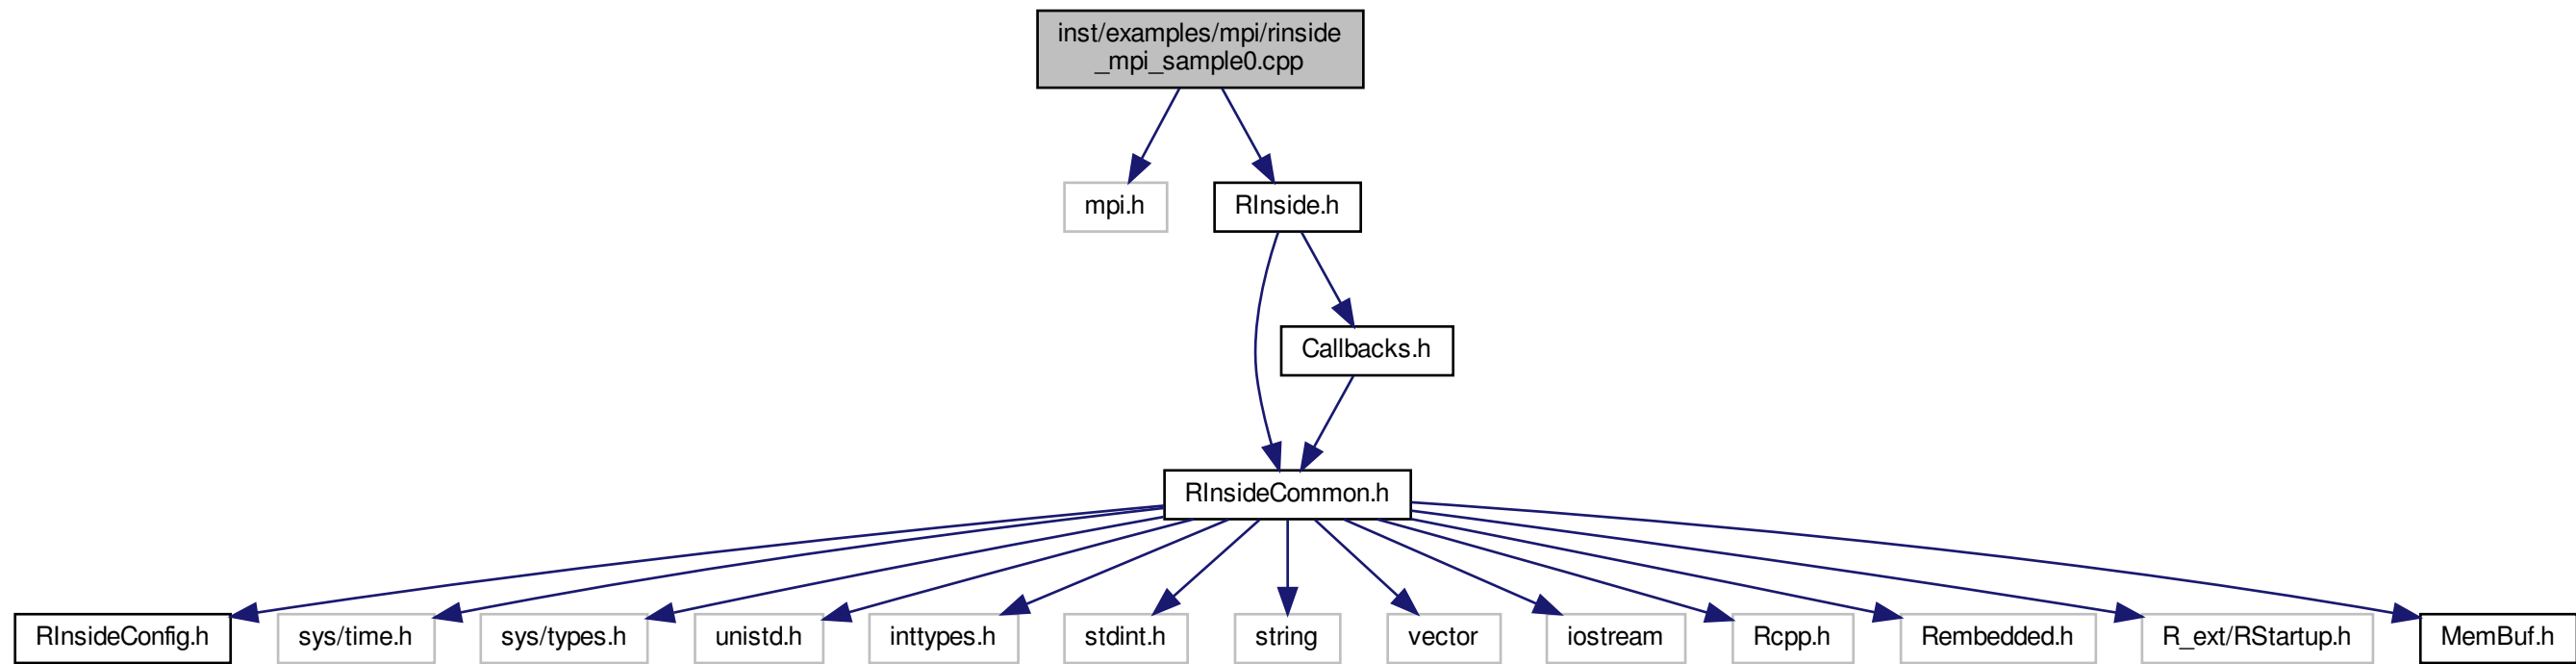 inst/examples/mpi/rinside
_mpi_sample0.cpp
mpi.h
RInside.h
Callbacks.h
RInsideCommon.h
RInsideConfig.h
sys/time.h
sys/types.h
unistd.h
inttypes.h
stdint.h
string
vector
iostream
Rcpp.h
Rembedded.h
R_ext/RStartup.h
MemBuf.h